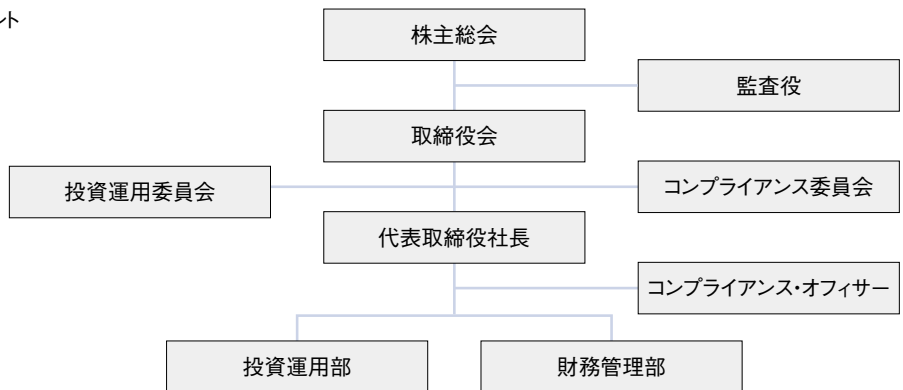 ント
株主総会
監査役
取締役会
投資運用委員会
コンプライアンス委員会
代表取締役社長
コンプライアンス・オフィサー
投資運用部
財務管理部